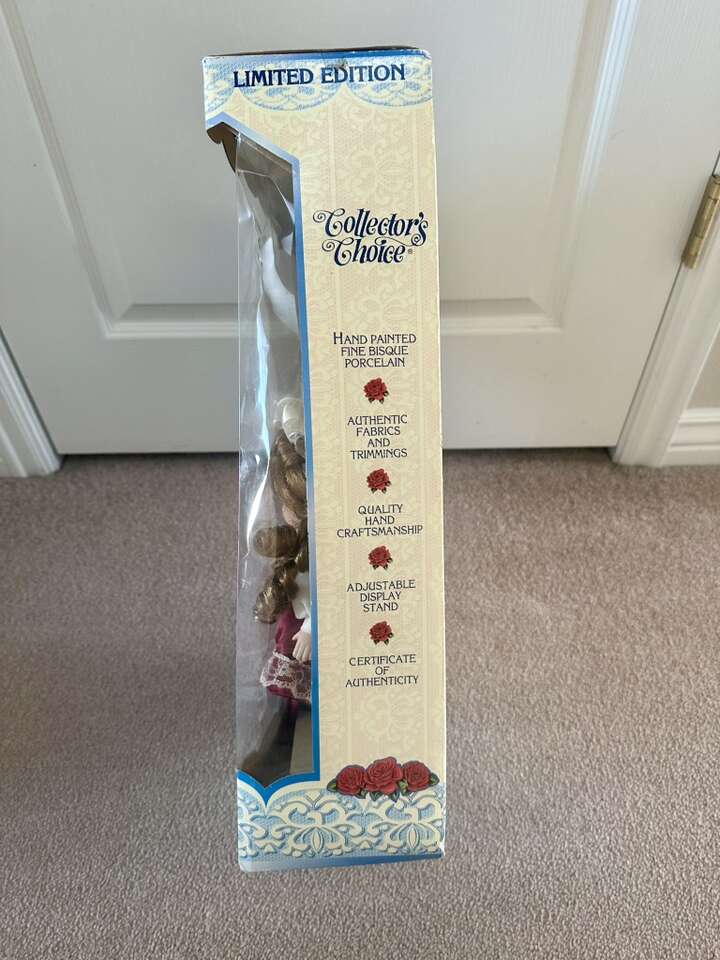 LIMITED EDITION
Collector's
Choice®
HAND PAINTED
FINE BISQUE
PORCELAIN
AUTHENTIC
FABRICS
AND
TRIMMINGS
QUALITY
HAND
CRAFTSMANSHIP
ADJUSTABLE
DISPLAY
STAND
CERTIFICATE
OF
AUTHENTICITY